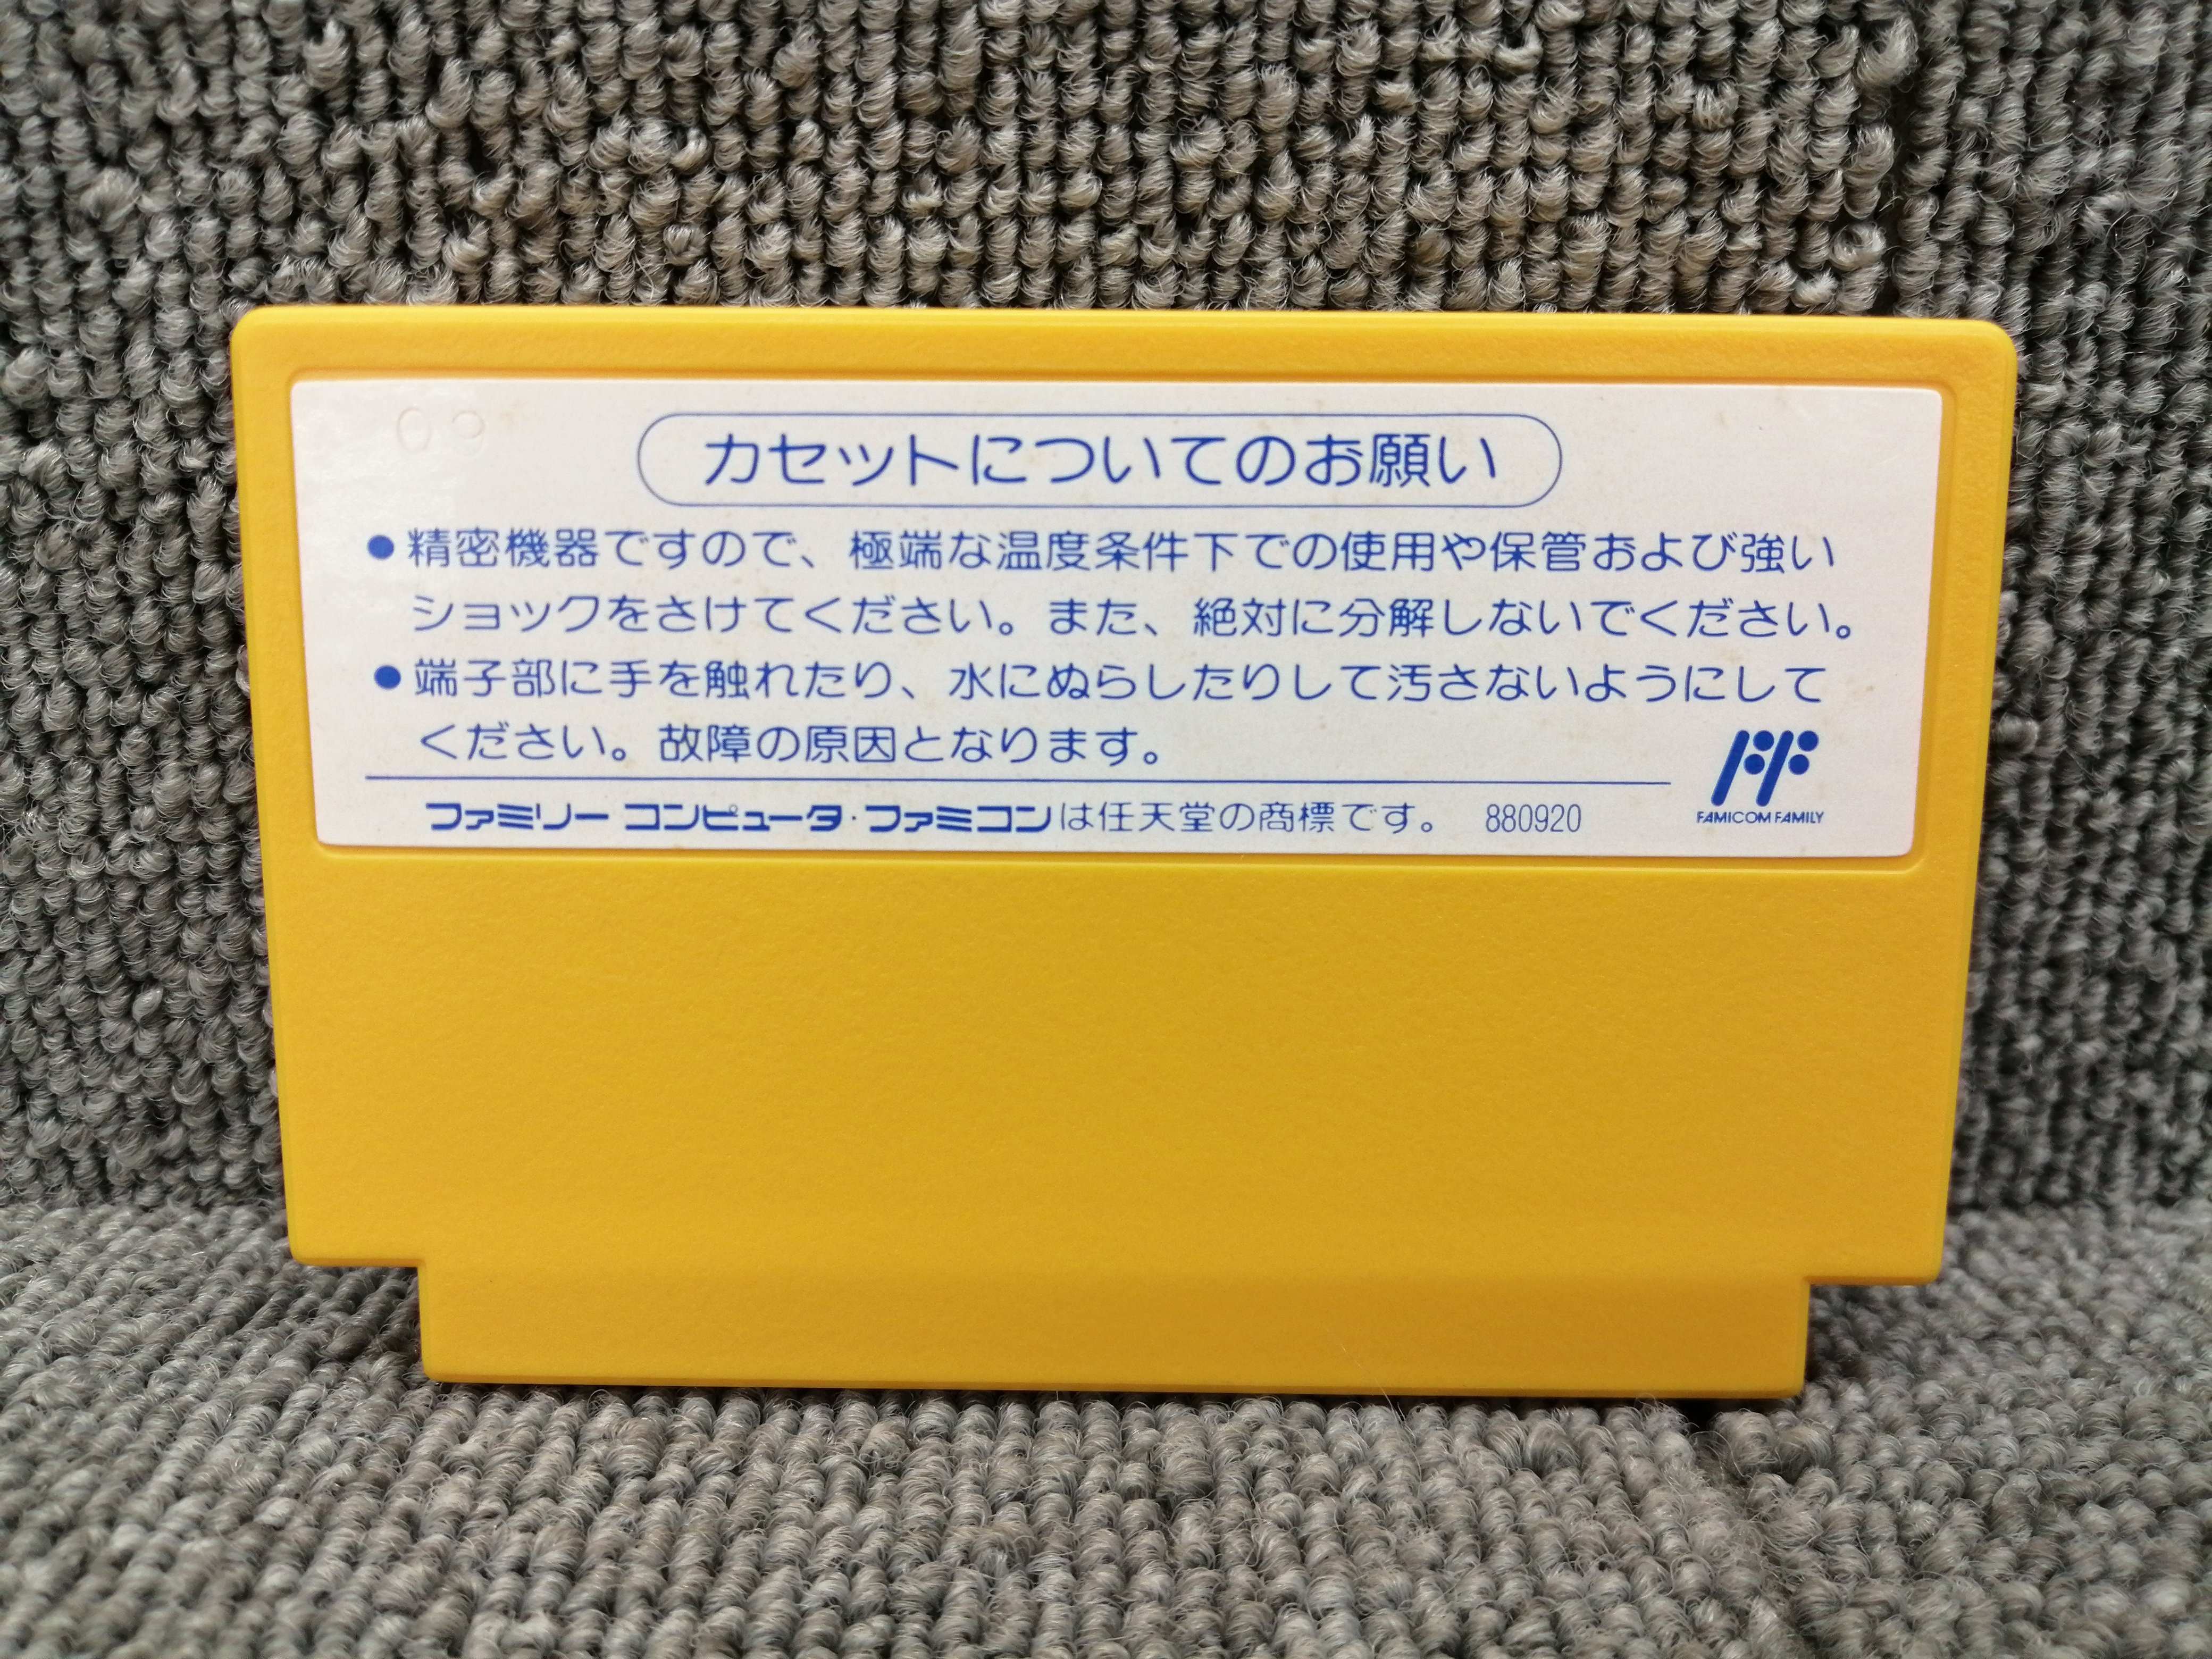 カセットについてのお願い
●精密機器ですので、極端な温度条件下での使用や保管および強い
ショックをさけてください。また、絶対に分解しないでください。
●端子部に手を触れたり、水にぬらしたりして汚さないようにして
ください。故障の原因となります。
ファミリー コンピュータ・ファミコンは任天堂の商標です。 880920
FF
FAMICOM FAMILY